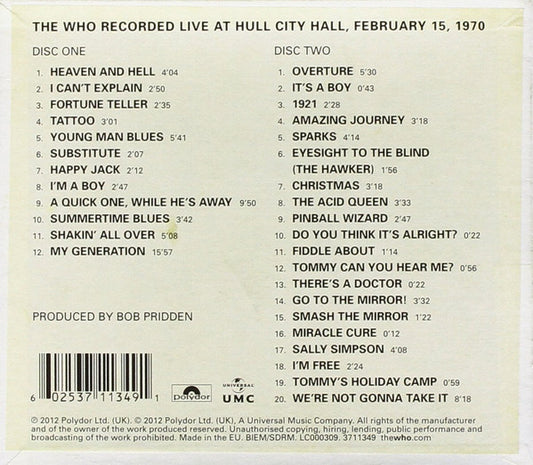 THE WHO RECORDED LIVE AT HULL CITY HALL, FEBRUARY 15, 1970
DISC ONE
1. HEAVEN AND HELL 4'04
2. I CAN'T EXPLAIN 2'50
3. FORTUNE TELLER 2'35
4. TATTOO 3'01
5. YOUNG MAN BLUES 5'41
6. SUBSTITUTE 2'07
7. HAPPY JACK 2'12
8. I'M A BOY 2'47
9. A QUICK ONE, WHILE HE'S AWAY 9'50
10. SUMMERTIME BLUES 3'42
11. SHAKIN' ALL OVER 5'08
12. MY GENERATION 15'57
PRODUCED BY BOB PRIDDEN
DISC TWO
1. OVERTURE 5'30
2. IT'S A BOY 0'43
3. 1921 2'28
4. AMAZING JOURNEY 3'18
5. SPARKS 4'14
6. EYESIGHT TO THE BLIND
(THE HAWKER) 1'56
7. CHRISTMAS 3'18
8. THE ACID QUEEN 3'33
9. PINBALL WIZARD 2'47
10. DO YOU THINK IT'S ALRIGHT? 0'22
11. FIDDLE ABOUT 1'14
12. TOMMY CAN YOU HEAR ME? 0'56
13. THERE'S A DOCTOR 0'22
14. GO TO THE MIRROR! 3'32
15. SMASH THE MIRROR 1'22
16. MIRACLE CURE 0'12
17. SALLY SIMPSON 4'08
18. I'M FREE 2'24
19. TOMMY'S HOLIDAY CAMP 0'59
20. WE'RE NOT GONNA TAKE IT 8'18
6 02537 11349 1
Polydor
UNIVERSAL
UMC
℗ 2012 Polydor Ltd. (UK). © 2012 Polydor Ltd. (UK), A Universal Music Company. All rights of the manufacturer
and of the owner of the work produced reserved. Unauthorised copying, hiring, lending, public performance and
broadcasting of the work prohibited. Made in the EU. BIEM/SDRM. LC000309. 3711349 thewho.com